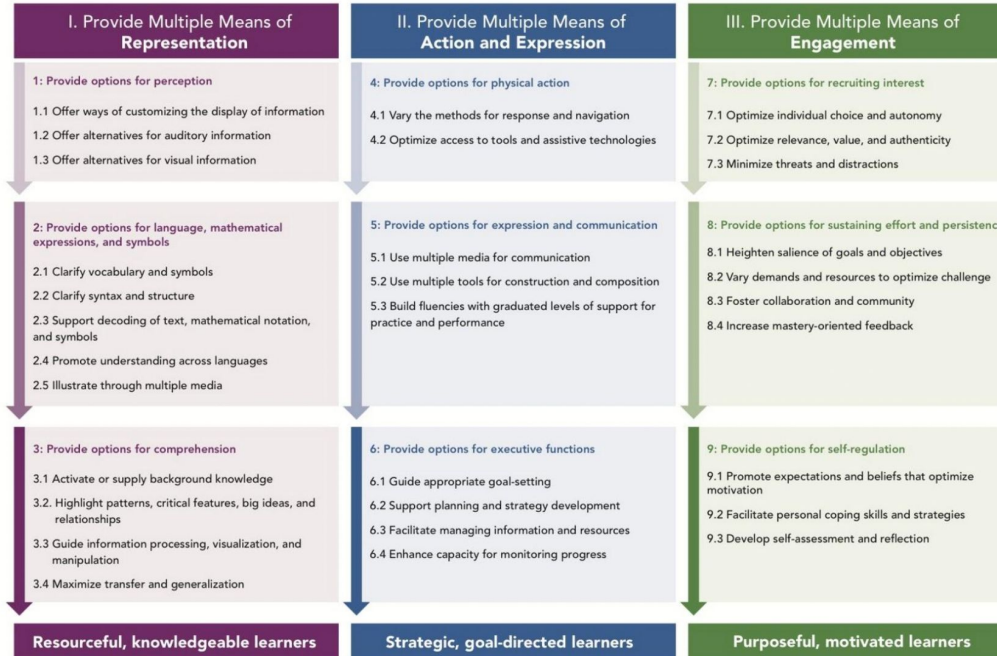 I. Provide Multiple Means of
Representation
1: Provide options for perception
1.1 Offer ways of customizing the display of information
1.2 Offer alternatives for auditory information
1.3 Offer alternatives for visual information
2: Provide options for language, mathematical
expressions, and symbols
2.1 Clarify vocabulary and symbols
2.2 Clarify syntax and structure
2.3 Support decoding of text, mathematical notation,
and symbols
2.4 Promote understanding across languages
2.5 Illustrate through multiple media
3: Provide options for comprehension
3.1 Activate or supply background knowledge
3.2. Highlight patterns, critical features, big ideas, and
relationships
3.3 Guide information processing, visualization, and
manipulation
3.4 Maximize transfer and generalization
Resourceful, knowledgeable learners
II. Provide Multiple Means of
Action and Expression
4: Provide options for physical action
4.1 Vary the methods for response and navigation
4.2 Optimize access to tools and assistive technologies
5: Provide options for expression and communication
5.1 Use multiple media for communication
5.2 Use multiple tools for construction and composition
5.3 Build fluencies with graduated levels of support for
practice and performance
6: Provide options for executive functions
6.1 Guide appropriate goal-setting
6.2 Support planning and strategy development
6.3 Facilitate managing information and resources
6.4 Enhance capacity for monitoring progress
Strategic, goal-directed learners
III. Provide Multiple Means of
Engagement
7: Provide options for recruiting interest
7.1 Optimize individual choice and autonomy
7.2 Optimize relevance, value, and authenticity
7.3 Minimize threats and distractions
8: Provide options for sustaining effort and persistenc
8.1 Heighten salience of goals and objectives
8.2 Vary demands and resources to optimize challenge
8.3 Foster collaboration and community
8.4 Increase mastery-oriented feedback
9: Provide options for self-regulation
9.1 Promote expectations and beliefs that optimize
motivation
9.2 Facilitate personal coping skills and strategies
9.3 Develop self-assessment and reflection
Purposeful, motivated learners